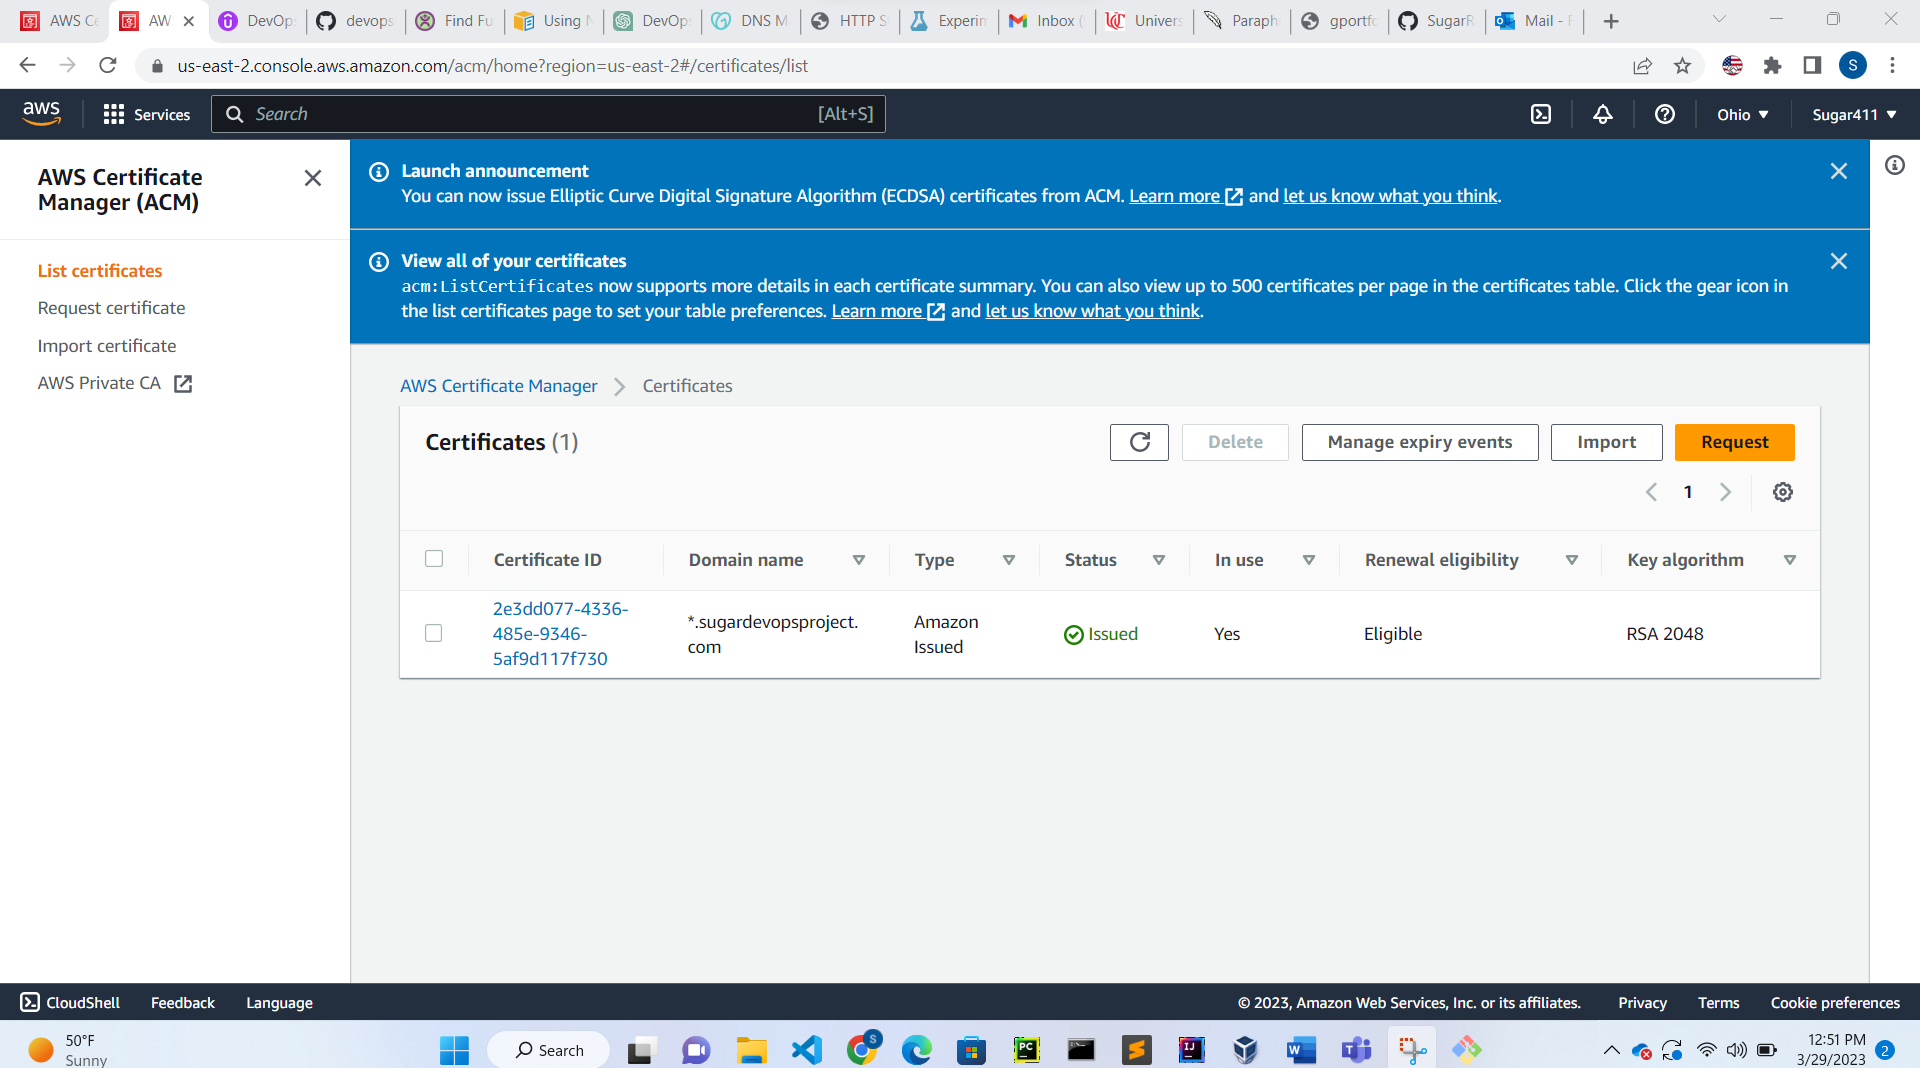 AWS Ce
AW
DevOp
devops
Find Fu
Using N
DevOp
DNS M
HTTP S
Experim
Inbox (
Univers
Paraph
gportfo
SugarR
Mail -
us-east-2.console.aws.amazon.com/acm/home?region=us-east-2#/certificates/list
S
aws
Services
Search
[Alt+S]
Ohio
Sugar411
AWS Certificate
Manager (ACM)
List certificates
Request certificate
Import certificate
AWS Private CA
Launch announcement
You can now issue Elliptic Curve Digital Signature Algorithm (ECDSA) certificates from ACM. Learn more and let us know what you think.
View all of your certificates
acm:ListCertificates now supports more details in each certificate summary. You can also view up to 500 certificates per page in the certificates table. Click the gear icon in
the list certificates page to set your table preferences. Learn more and let us know what you think.
AWS Certificate Manager
Certificates
Certificates (1)
Delete
Manage expiry events
Import
Request
1
Certificate ID
Domain name
Type
Status
In use
Renewal eligibility
Key algorithm
2e3dd077-4336-
485e-9346-
5af9d117f730
*.sugardevopsproject.
com
Amazon
Issued
Issued
Yes
Eligible
RSA 2048
CloudShell
Feedback
Language
© 2023, Amazon Web Services, Inc. or its affiliates.
Privacy
Terms
Cookie preferences
50°F
Sunny
Search
S
PC
IJ
W
12:51 PM
3/29/2023
2